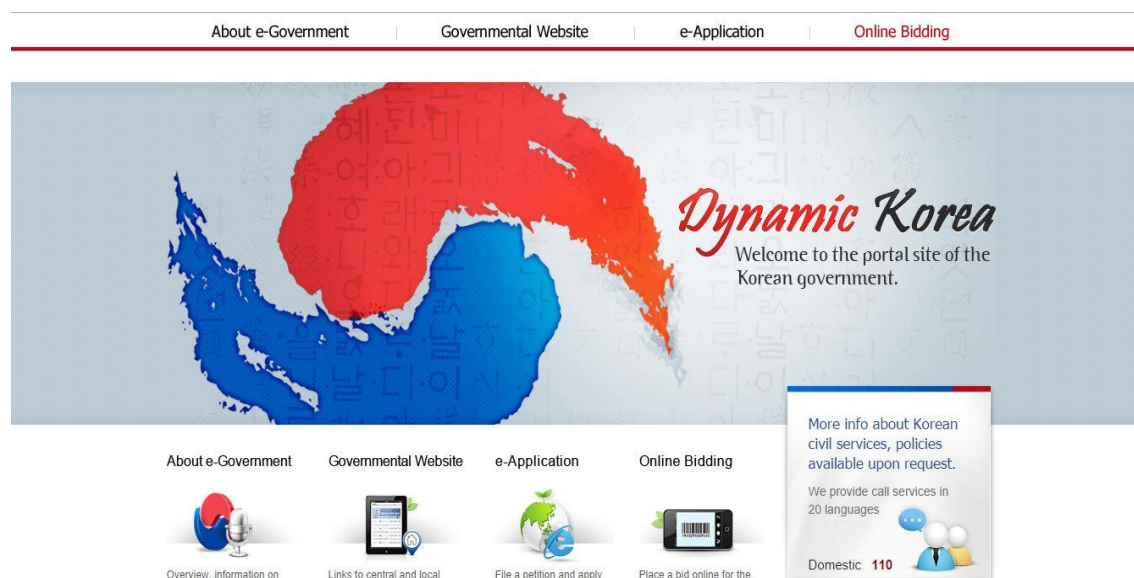 About e-Government
Governmental Website
e-Application
Online Bidding
Dynamic Korea
Welcome to the portal site of the
Korean government.
More info about Korean
civil services, policies
available upon request.
We provide call services in
20 languages
Domestic 110
About e-Government
Governmental Website
e-Application
Online Bidding
Overview, information on
Links to central and local
File a petition and apply
Place a bid online for the